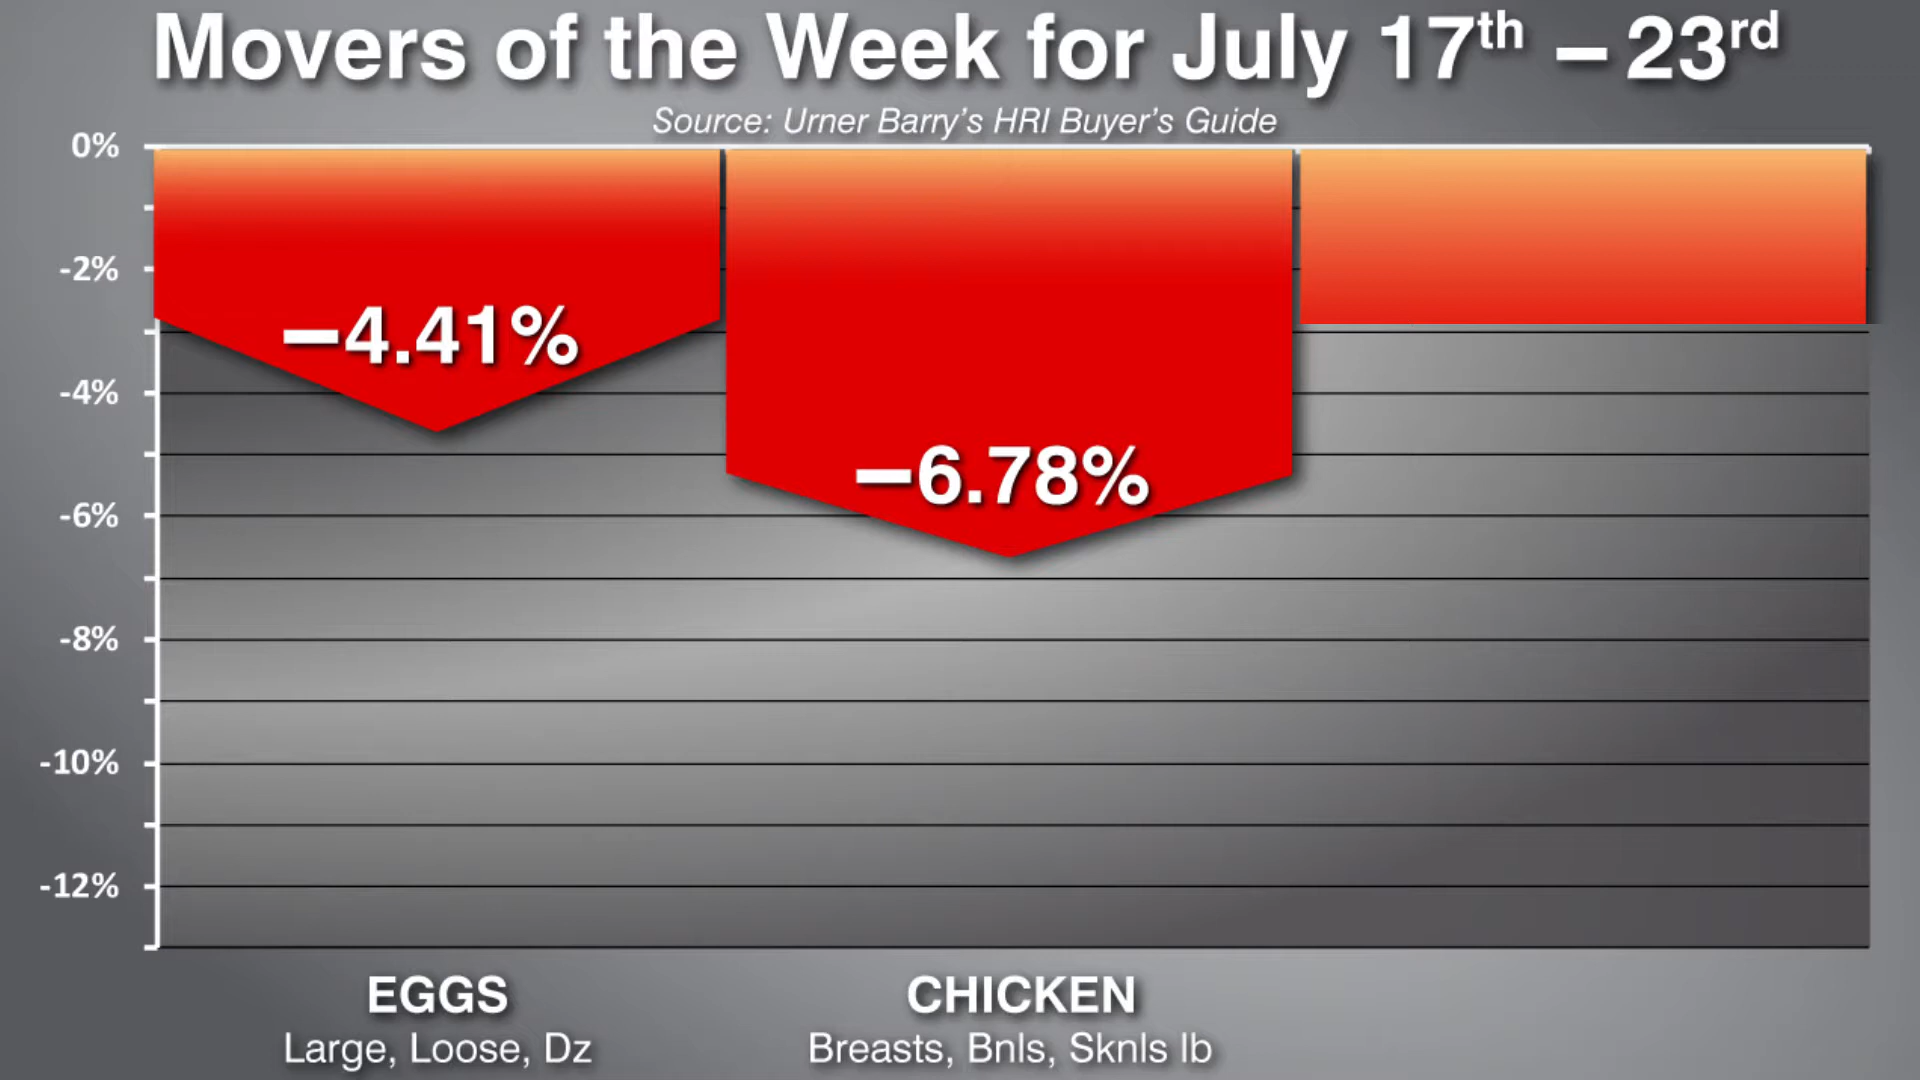 Movers of the Week for July 17th – 23rd
Source: Urner Barry's HRI Buyer's Guide
0%
-2%
-4%
-6%
-8%
-10%
-12%
–4.41%
–6.78%
EGGS
Large, Loose, Dz
CHICKEN
Breasts, Bnls, Sknls lb